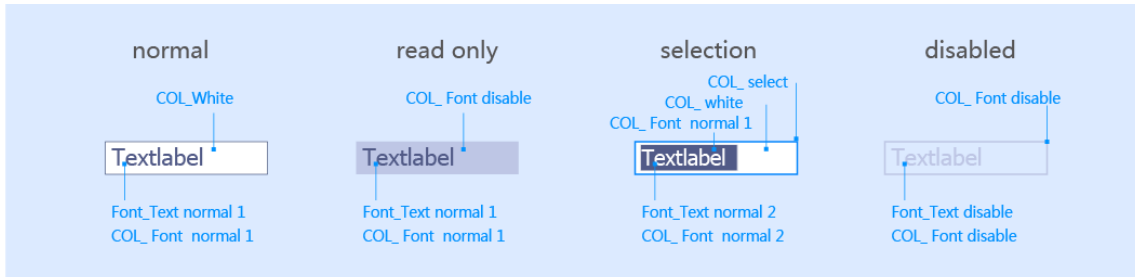 normal
read only
selection
disabled
COL_White
COL_ Font disable
COL_ select
COL_ white
COL_ Font normal 1
COL_ Font disable
Textlabel
Textlabel
Textlabel
Textlabel
Font_Text normal 1
COL_ Font normal 1
Font_Text normal 1
COL_ Font normal 1
Font_Text normal 2
COL_ Font normal 2
Font_Text disable
COL_ Font disable